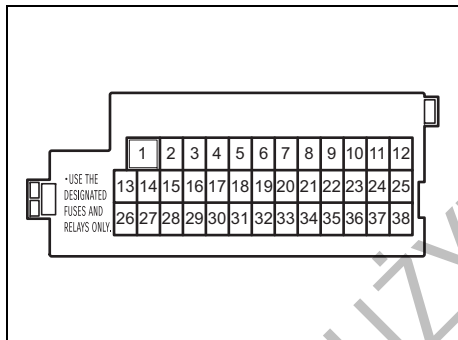 1 2 3 4 5 6 7 8 9 10 11 12
•USE THE
DESIGNATED
FUSES AND
RELAYS ONLY.
13 14 15 16 17 18 19 20 21 22 23 24 25
26 27 28 29 30 31 32 33 34 35 36 37 38